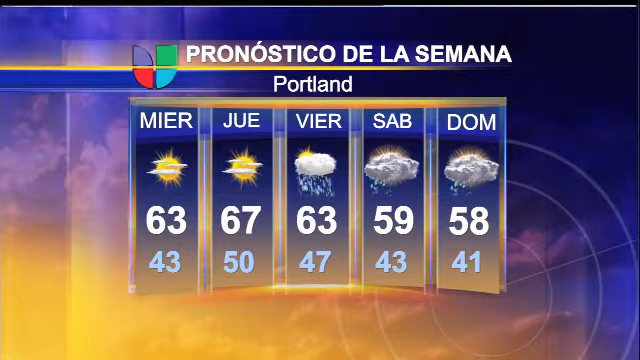 PRONÓSTICO DE LA SEMANA
Portland
MIER JUE VIER SAB DOM
63 67 63 59 58
43 50 47 43 41